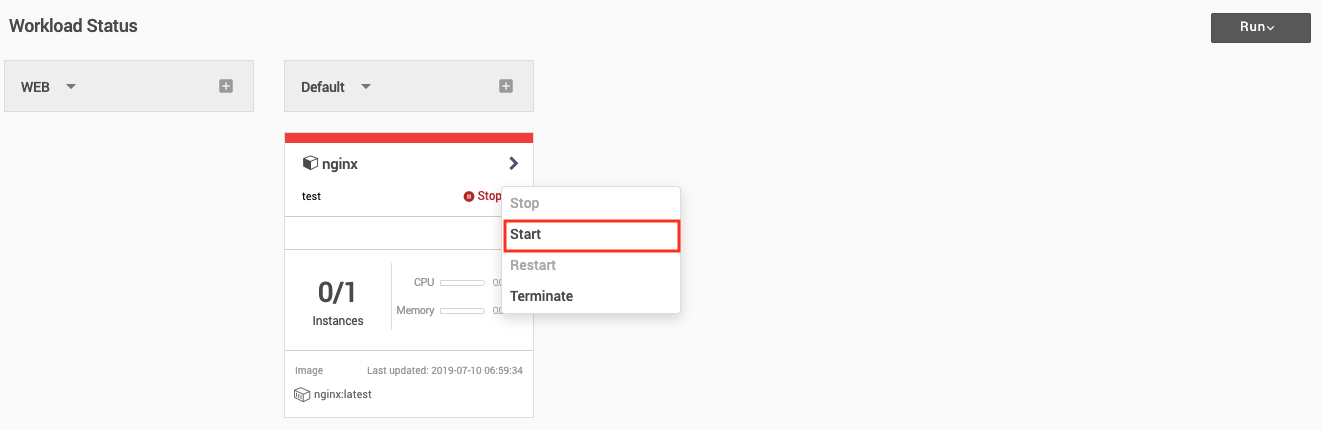 Workload Status
Run
WEB
Default
nginx
test
Stop
Stop
Start
Restart
Terminate
0/1
Instances
CPU
Memory
Image
Last updated: 2019-07-10 06:59:34
nginx:latest